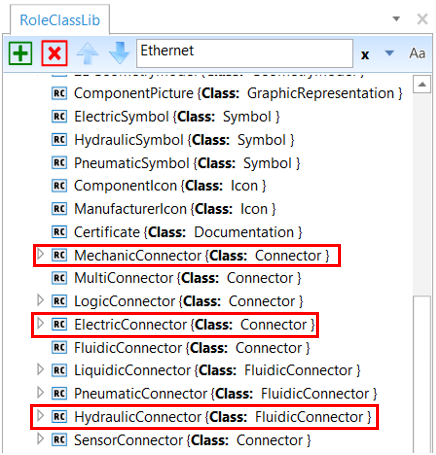 RoleClassLib
Ethernet
x
Aa
RC ComponentPicture {Class: GraphicRepresentation }
RC ElectricSymbol {Class: Symbol }
RC HydraulicSymbol {Class: Symbol }
RC PneumaticSymbol {Class: Symbol }
RC ComponentIcon {Class: Icon }
RC ManufacturerIcon {Class: Icon }
RC Certificate {Class: Documentation }
RC MechanicConnector {Class: Connector }
RC MultiConnector {Class: Connector }
RC LogicConnector {Class: Connector }
RC ElectricConnector {Class: Connector }
RC FluidicConnector {Class: Connector }
RC LiquidicConnector {Class: FluidicConnector }
RC PneumaticConnector {Class: FluidicConnector }
RC HydraulicConnector {Class: FluidicConnector }
RC SensorConnector {Class: Connector }